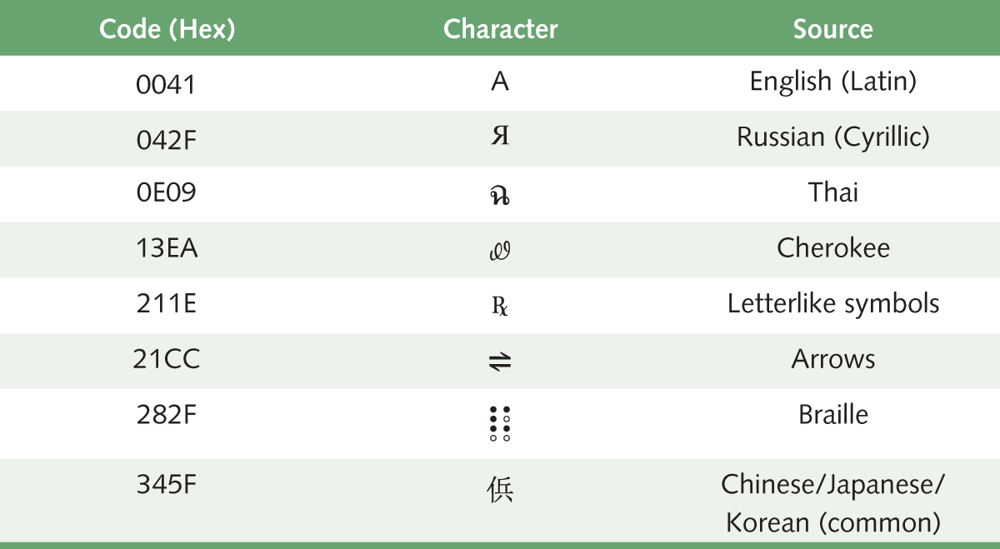 Code (Hex) Character Source
0041 A English (Latin)
042F Я Russian (Cyrillic)
0E09 ฉ Thai
13EA Ꮺ Cherokee
211E ℞ Letterlike symbols
21CC ⇌ Arrows
282F ⠯ Braille
345F 㑟 Chinese/Japanese/
Korean (common)